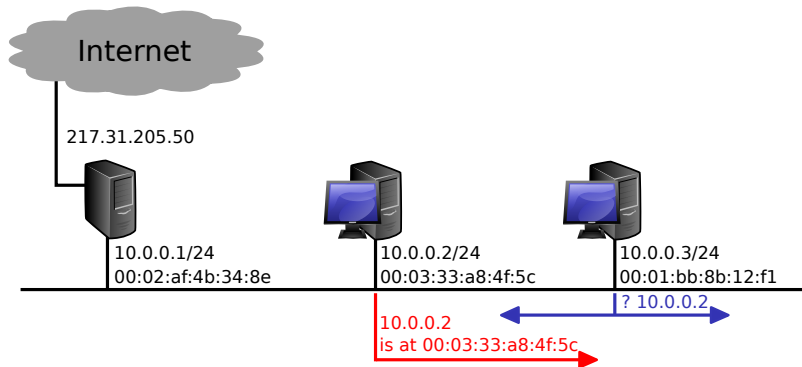 Internet
217.31.205.50
10.0.0.1/24
00:02:af:4b:34:8e
10.0.0.2/24
00:03:33:a8:4f:5c
10.0.0.3/24
00:01:bb:8b:12:f1
? 10.0.0.2
10.0.0.2
is at 00:03:33:a8:4f:5c